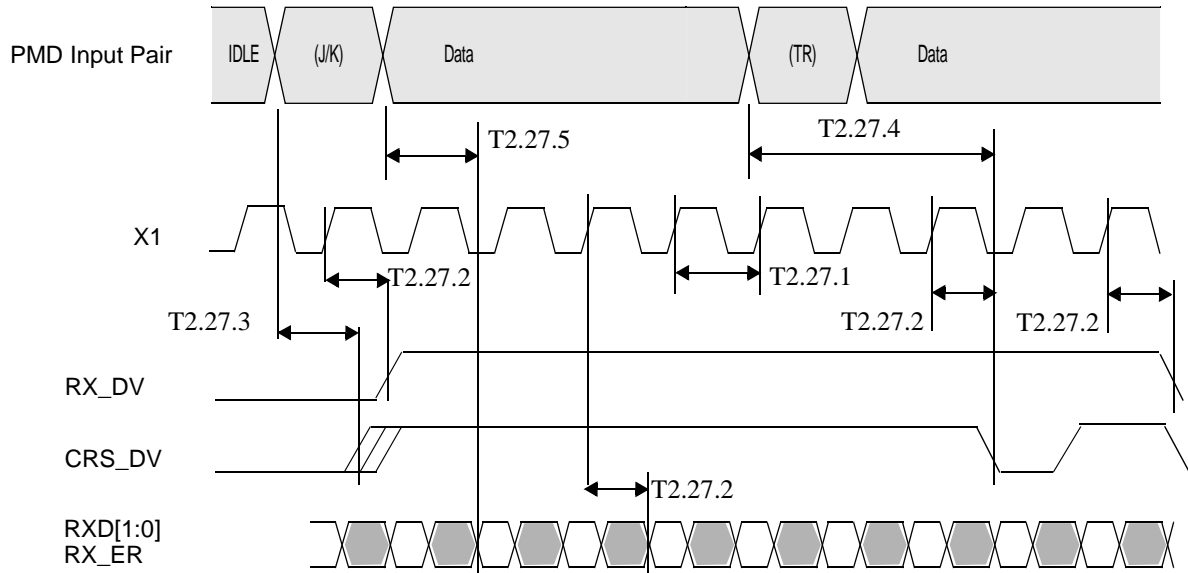 PMD Input Pair
IDLE (J/K) Data (TR) Data
T2.27.5 T2.27.4
X1
T2.27.2 T2.27.1
T2.27.3 T2.27.2 T2.27.2
RX_DV
CRS_DV
T2.27.2
RXD[1:0]
RX_ER